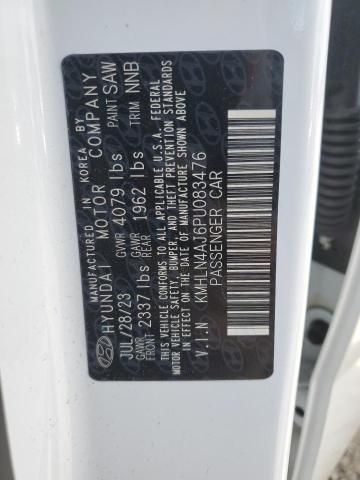 MANUFACTURED IN KOREA BY
HYUNDAI MOTOR COMPANY
JUL/28/23 GVWR 4079 lbs PAINT SAW
GAWR FRONT 2337 lbs GAWR REAR 1962 lbs TRIM NNB
THIS VEHICLE CONFORMS TO ALL APPLICABLE U.S.A. FEDERAL
MOTOR VEHICLE SAFETY, BUMPER, AND THEFT PREVENTION STANDARDS
IN EFFECT ON THE DATE OF MANUFACTURE SHOWN ABOVE.
V.I.N KMHLN4AJ6PU083476
PASSENGER CAR